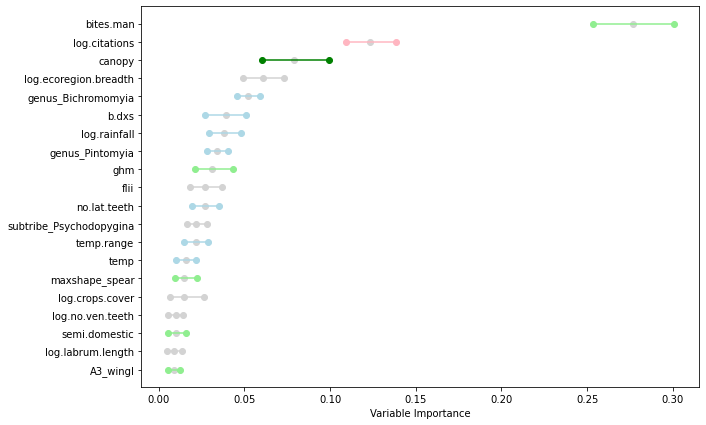 bites.man
log.citations
canopy
log.ecoregion.breadth
genus_Bichromomyia
b.dxs
log.rainfall
genus_Pintomyia
ghm
flii
no.lat.teeth
subtribe_Psychodopygina
temp.range
temp
maxshape_spear
log.crops.cover
log.no.ven.teeth
semi.domestic
log.labrum.length
A3_wingl
0.00 0.05 0.10 0.15 0.20 0.25 0.30
Variable Importance